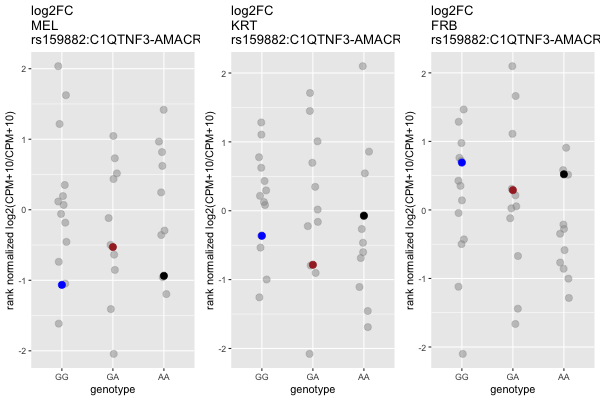 log2FC
MEL
rs159882:C1QTNF3-AMACR
rank normalized log2(CPM+10/CPM+10)
2
1
0
-1
-2
GG
GA
AA
genotype
log2FC
KRT
rs159882:C1QTNF3-AMACR
rank normalized log2(CPM+10/CPM+10)
2
1
0
-1
-2
GG
GA
AA
genotype
log2FC
FRB
rs159882:C1QTNF3-AMACR
rank normalized log2(CPM+10/CPM+10)
2
1
0
-1
-2
GG
GA
AA
genotype